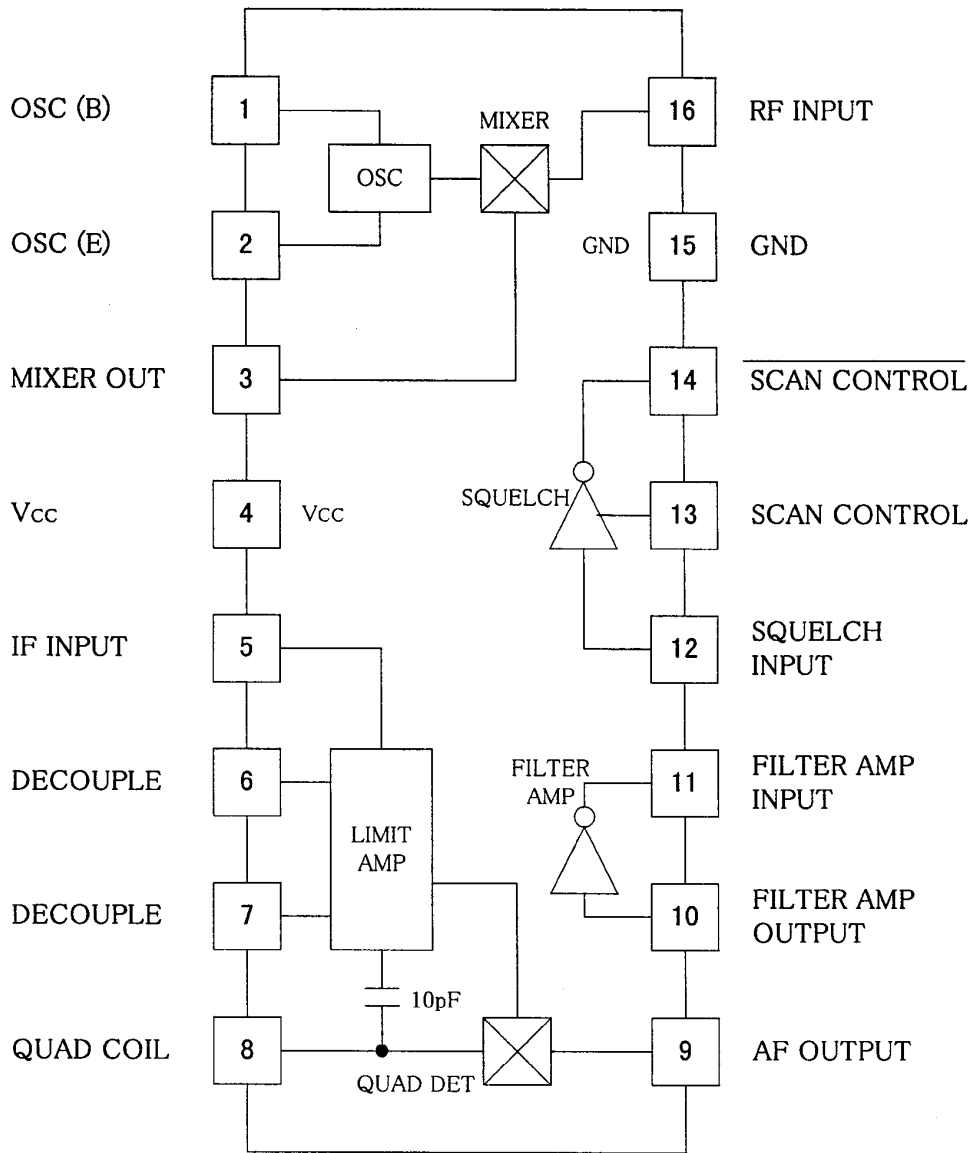 OSC (B)
1
MIXER
16
RF INPUT
OSC
OSC (E)
2
GND
15
GND
MIXER OUT
3
14
SCAN CONTROL
Vcc
4
Vcc
SQUELCH
13
SCAN CONTROL
IF INPUT
5
12
SQUELCH
INPUT
DECOUPLE
6
FILTER
AMP
11
FILTER AMP
INPUT
LIMIT
AMP
DECOUPLE
7
10
FILTER AMP
OUTPUT
10pF
QUAD COIL
8
QUAD DET
9
AF OUTPUT